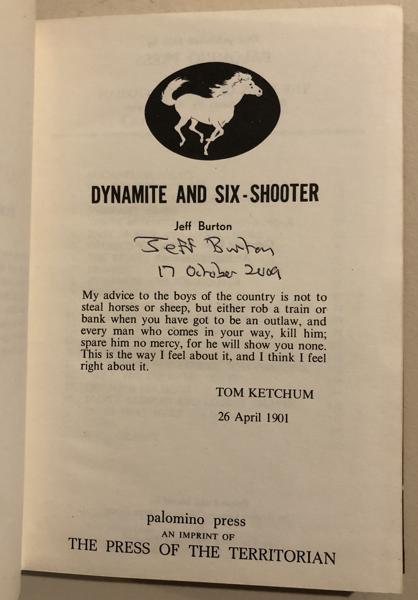 DYNAMITE AND SIX-SHOOTER
Jeff Burton
Jeff Burton
17 October 2009
My advice to the boys of the country is not to
steal horses or sheep, but either rob a train or
bank when you have got to be an outlaw, and
every man who comes in your way, kill him;
spare him no mercy, for he will show you none.
This is the way I feel about it, and I think I feel
right about it.
TOM KETCHUM
26 April 1901
palomino press
AN IMPRINT OF
THE PRESS OF THE TERRITORIAN